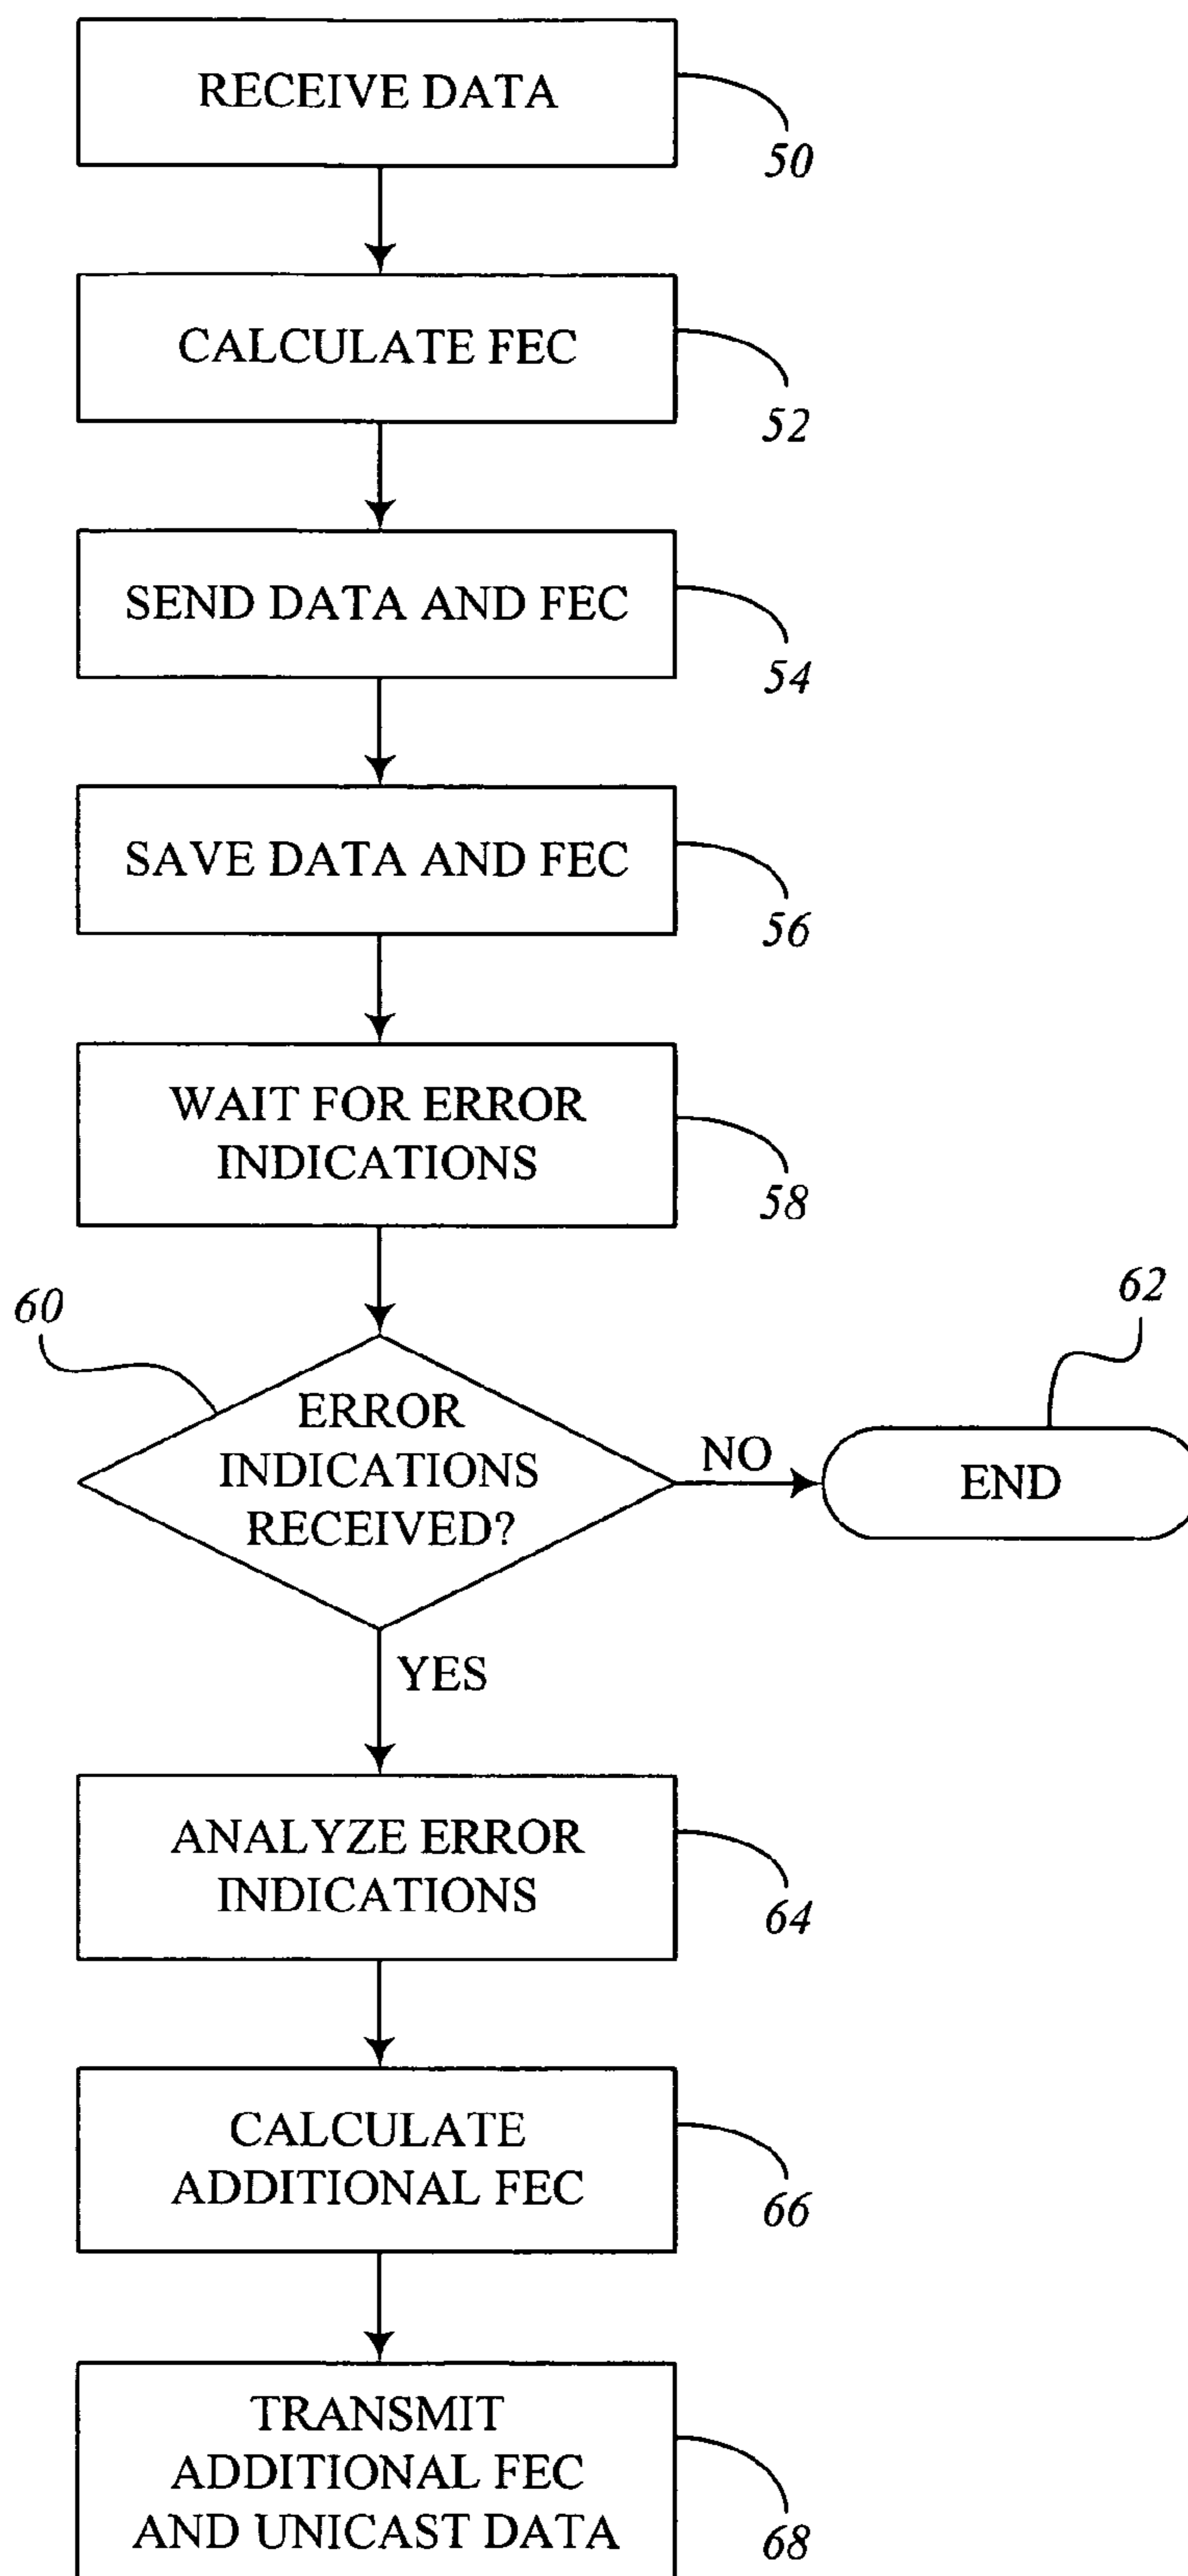 RECEIVE DATA
50
CALCULATE FEC
52
SEND DATA AND FEC
54
SAVE DATA AND FEC
56
WAIT FOR ERROR
INDICATIONS
58
60
62
ERROR
INDICATIONS
RECEIVED?
NO
END
YES
ANALYZE ERROR
INDICATIONS
64
CALCULATE
ADDITIONAL FEC
66
TRANSMIT
ADDITIONAL FEC
AND UNICAST DATA
68